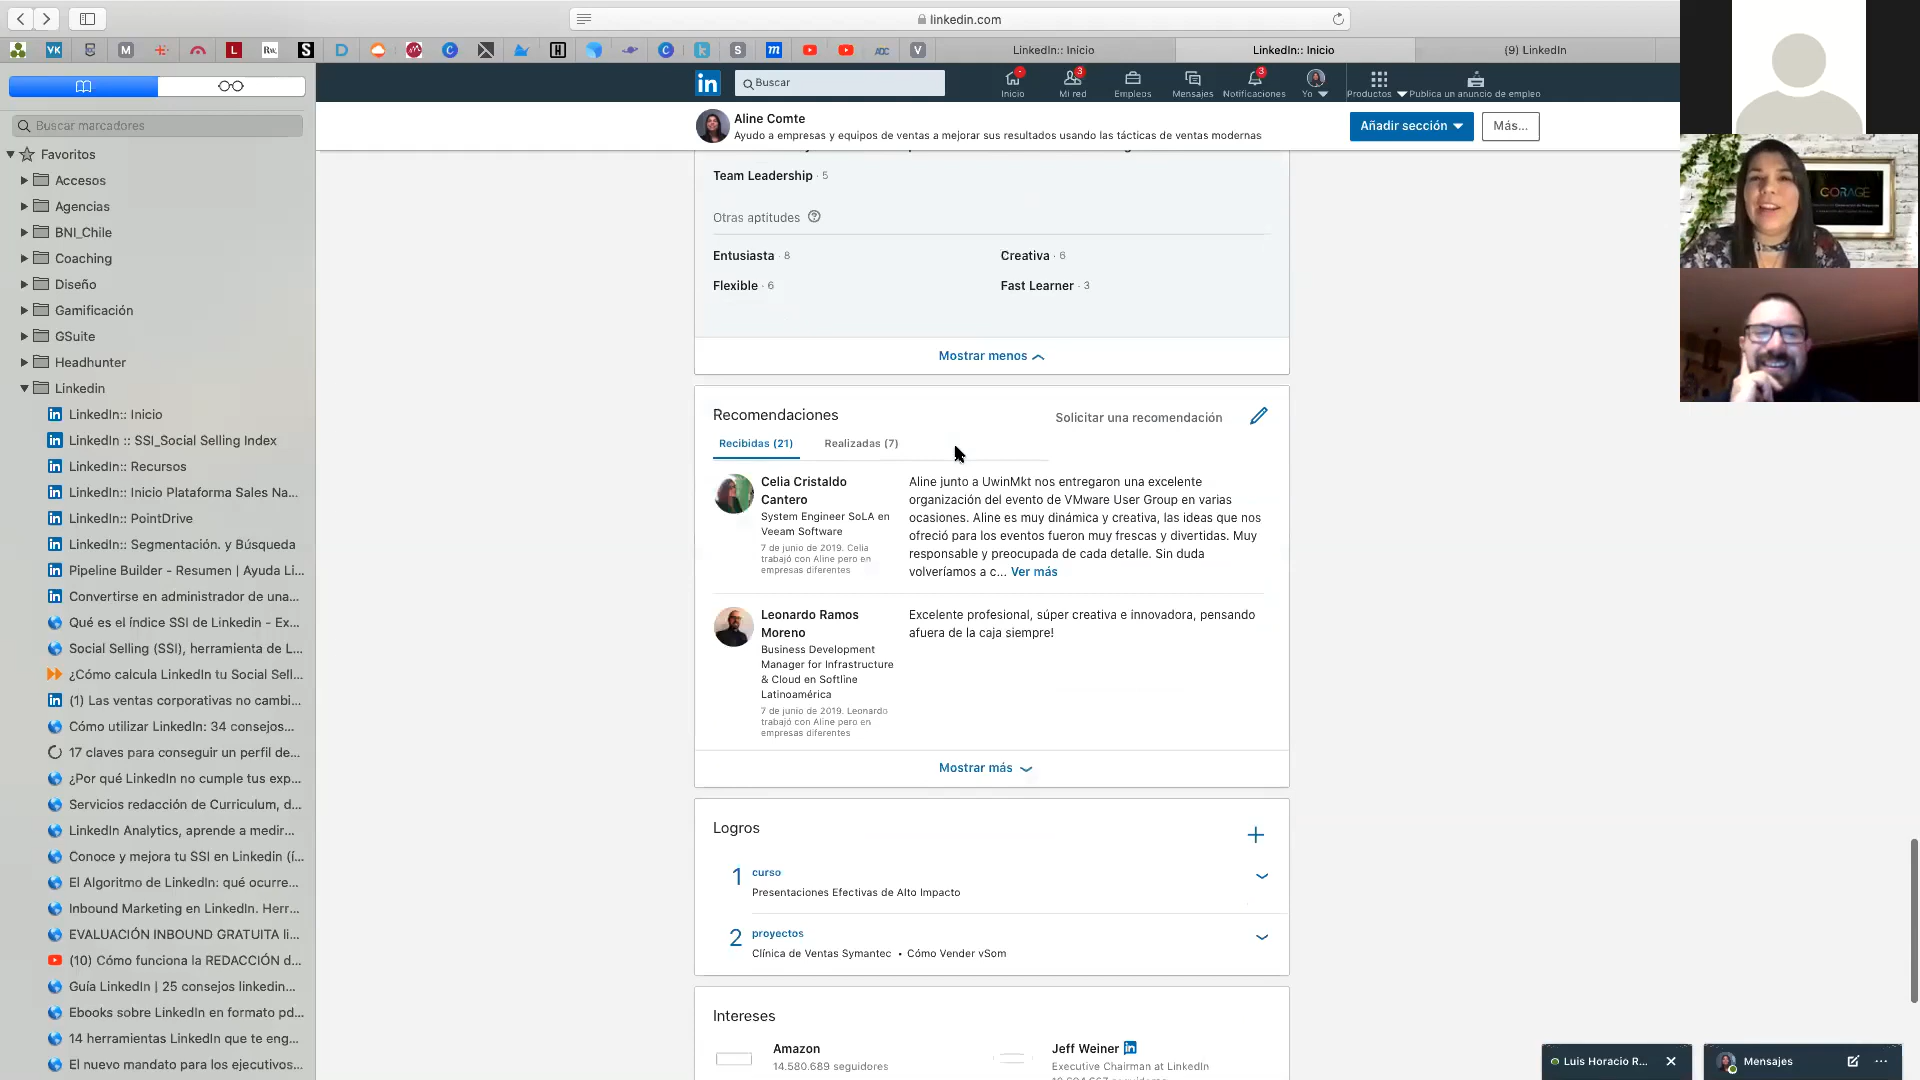 linkedin.com
LinkedIn:: Inicio
LinkedIn:: Inicio
(9) LinkedIn
Buscar marcadores
Favoritos
Accesos
Agencias
BNI_Chile
Coaching
Diseño
Gamificación
GSuite
Headhunter
Linkedin
LinkedIn:: Inicio
LinkedIn :: SSI_Social Selling Index
LinkedIn:: Recursos
LinkedIn:: Inicio Plataforma Sales Na...
LinkedIn:: PointDrive
LinkedIn:: Segmentación. y Búsqueda
Pipeline Builder - Resumen | Ayuda Li...
Convertirse en administrador de una...
Qué es el índice SSI de Linkedin - Ex...
Social Selling (SSI), herramienta de L...
¿Cómo calcula LinkedIn tu Social Sell...
(1) Las ventas corporativas no cambi...
Cómo utilizar LinkedIn: 34 consejos...
17 claves para conseguir un perfil de...
¿Por qué LinkedIn no cumple tus exp...
Servicios redacción de Curriculum, d...
LinkedIn Analytics, aprende a medir...
Conoce y mejora tu SSI en Linkedin (í...
El Algoritmo de LinkedIn: qué ocurre...
Inbound Marketing en LinkedIn. Herr...
EVALUACIÓN INBOUND GRATUITA li...
(10) Cómo funciona la REDACCIÓN d...
Guía LinkedIn | 25 consejos linkedin...
Ebooks sobre LinkedIn en formato pd...
14 herramientas LinkedIn que te eng...
El nuevo mandato para los ejecutivos...
in
Buscar
Inicio
3
Mi red
Empleos
Mensajes
3
Notificaciones
Yo
Productos
Publica un anuncio de empleo
Aline Comte
Ayudo a empresas y equipos de ventas a mejorar sus resultados usando las tácticas de ventas modernas
Añadir sección
Más...
Team Leadership · 5
Otras aptitudes
Entusiasta · 8
Creativa · 6
Flexible · 6
Fast Learner · 3
Mostrar menos
Recomendaciones
Solicitar una recomendación
Recibidas (21)
Realizadas (7)
Celia Cristaldo
Cantero
System Engineer SoLA en
Veeam Software
7 de junio de 2019. Celia
trabajó con Aline pero en
empresas diferentes
Aline junto a UwinMkt nos entregaron una excelente
organización del evento de VMware User Group en varias
ocasiones. Aline es muy dinámica y creativa, las ideas que nos
ofreció para los eventos fueron muy frescas y divertidas. Muy
responsable y preocupada de cada detalle. Sin duda
volveríamos a c... Ver más
Leonardo Ramos
Moreno
Business Development
Manager for Infrastructure
& Cloud en Softline
Latinoamérica
7 de junio de 2019. Leonardo
trabajó con Aline pero en
empresas diferentes
Excelente profesional, súper creativa e innovadora, pensando
afuera de la caja siempre!
Mostrar más
Logros
1
curso
Presentaciones Efectivas de Alto Impacto
2
proyectos
Clínica de Ventas Symantec • Cómo Vender vSom
Intereses
Amazon
14.580.689 seguidores
Jeff Weiner
Executive Chairman at LinkedIn
CORAGE
Luis Horacio R...
Mensajes